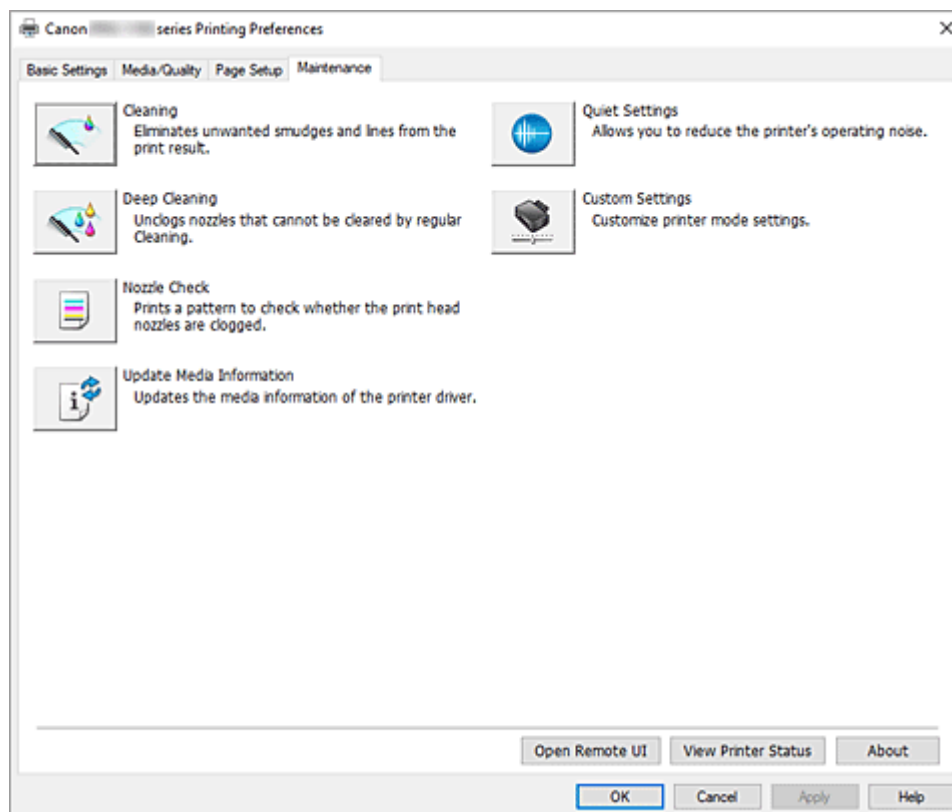 Canon series Printing Preferences
Basic Settings Media/Quality Page Setup Maintenance
Cleaning
Eliminates unwanted smudges and lines from the
print result.
Deep Cleaning
Unclogs nozzles that cannot be cleared by regular
Cleaning.
Nozzle Check
Prints a pattern to check whether the print head
nozzles are clogged.
Update Media Information
Updates the media information of the printer driver.
Quiet Settings
Allows you to reduce the printer's operating noise.
Custom Settings
Customize printer mode settings.
Open Remote UI View Printer Status About
OK Cancel Apply Help